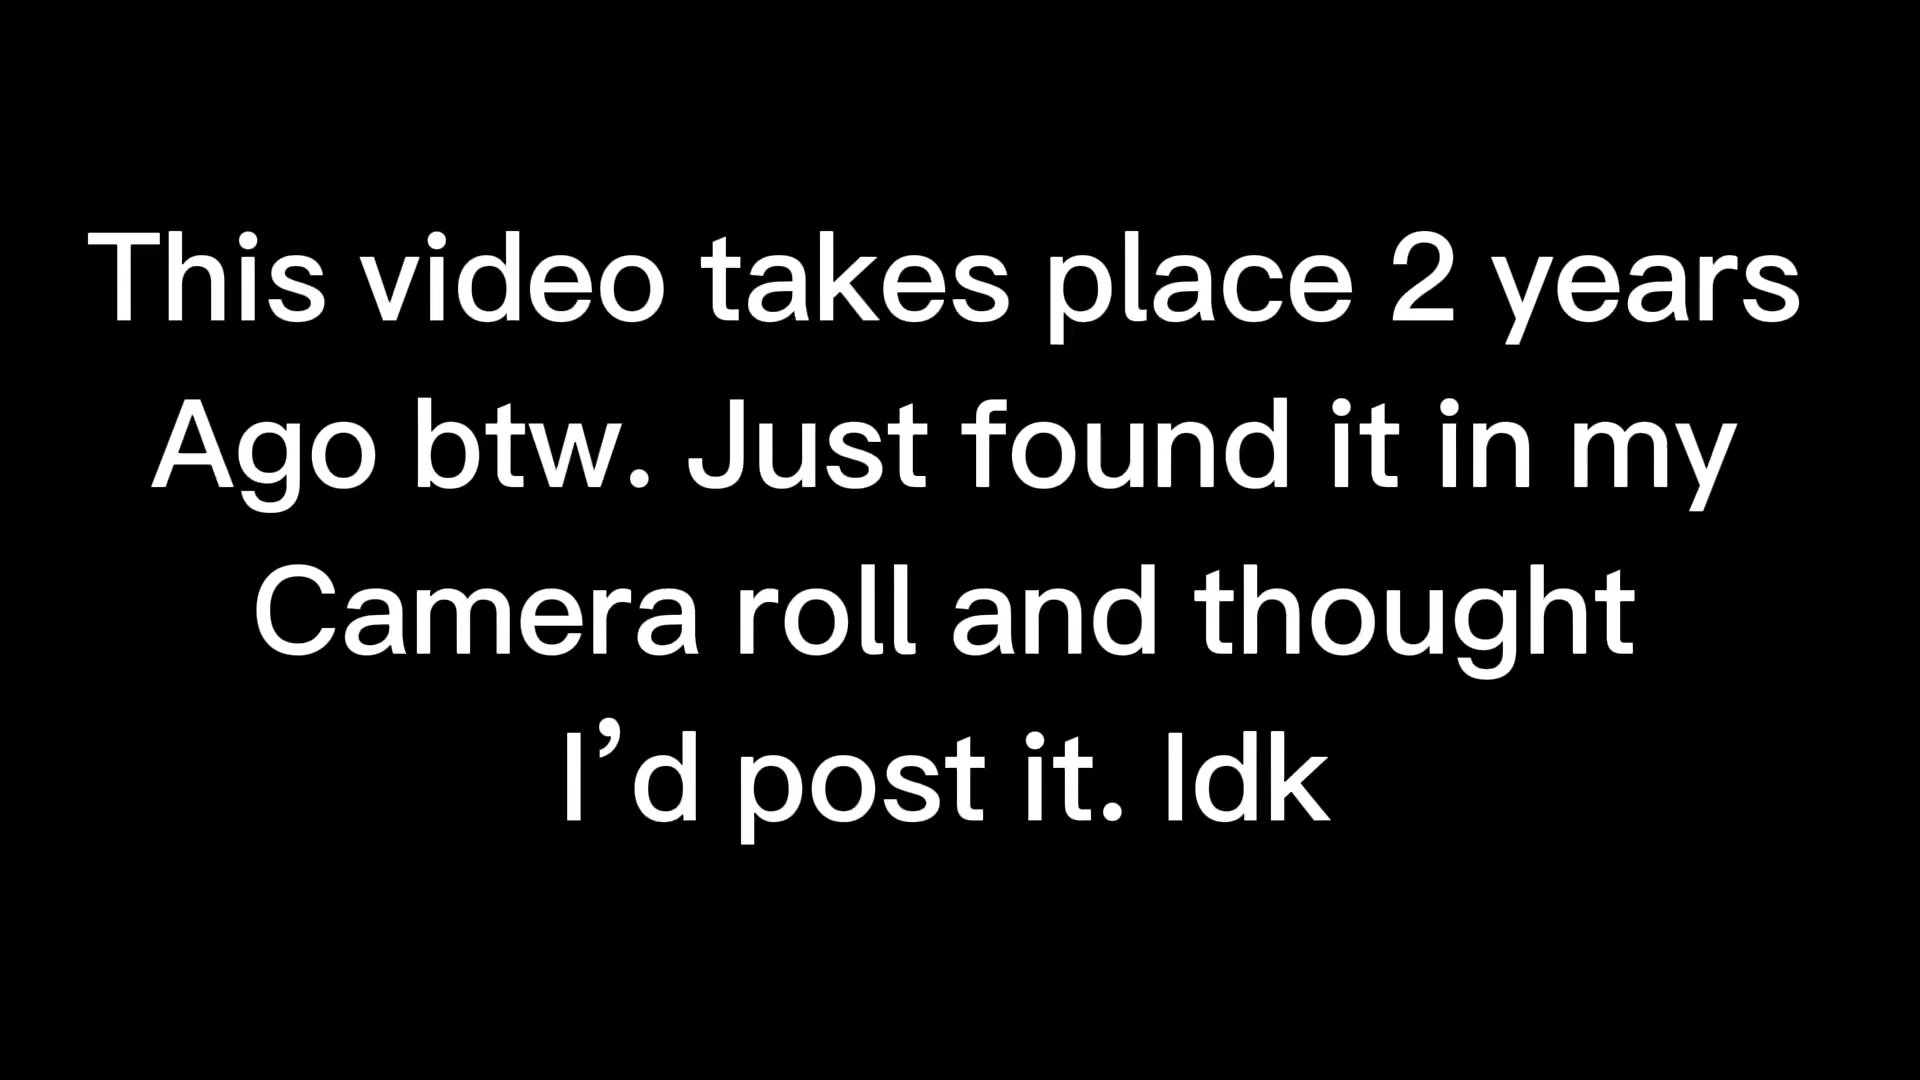 This video takes place 2 years
Ago btw. Just found it in my
Camera roll and thought
I’d post it. Idk